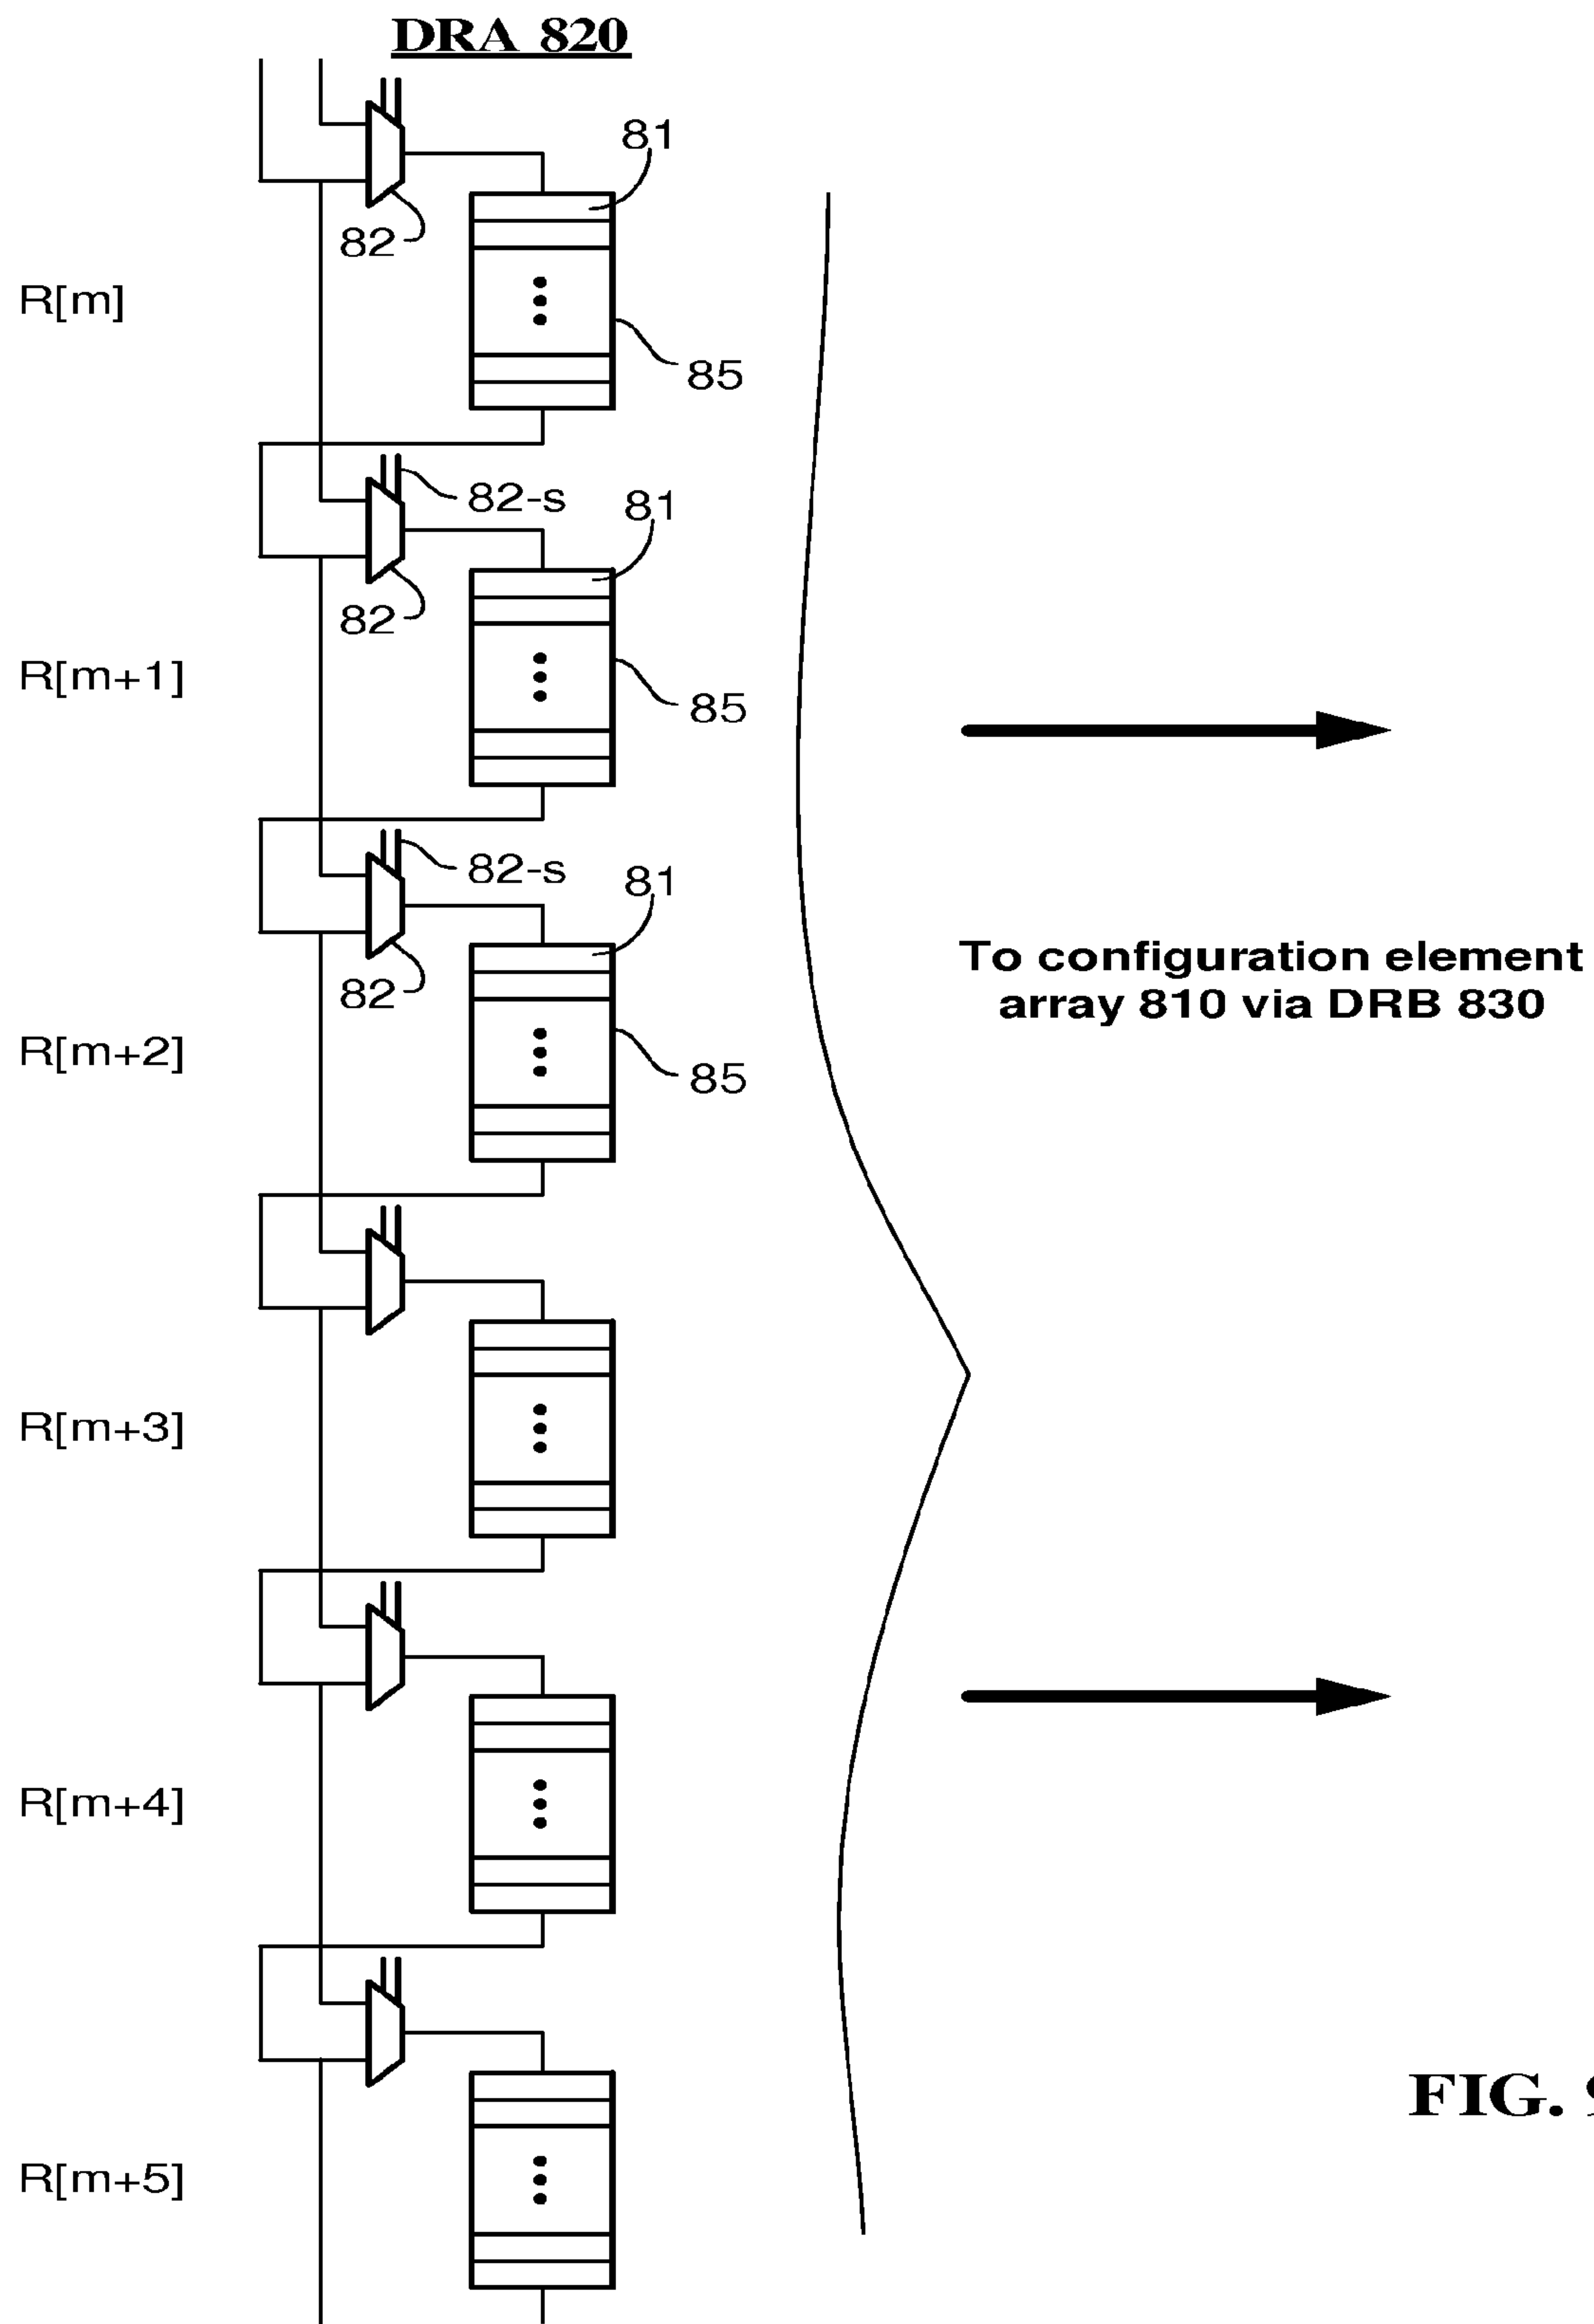 DRA 820
81
82
R[m]
85
82-s
81
82
R[m+1]
85
82-s
81
82
To configuration element
array 810 via DRB 830
R[m+2]
85
R[m+3]
R[m+4]
FIG.
R[m+5]